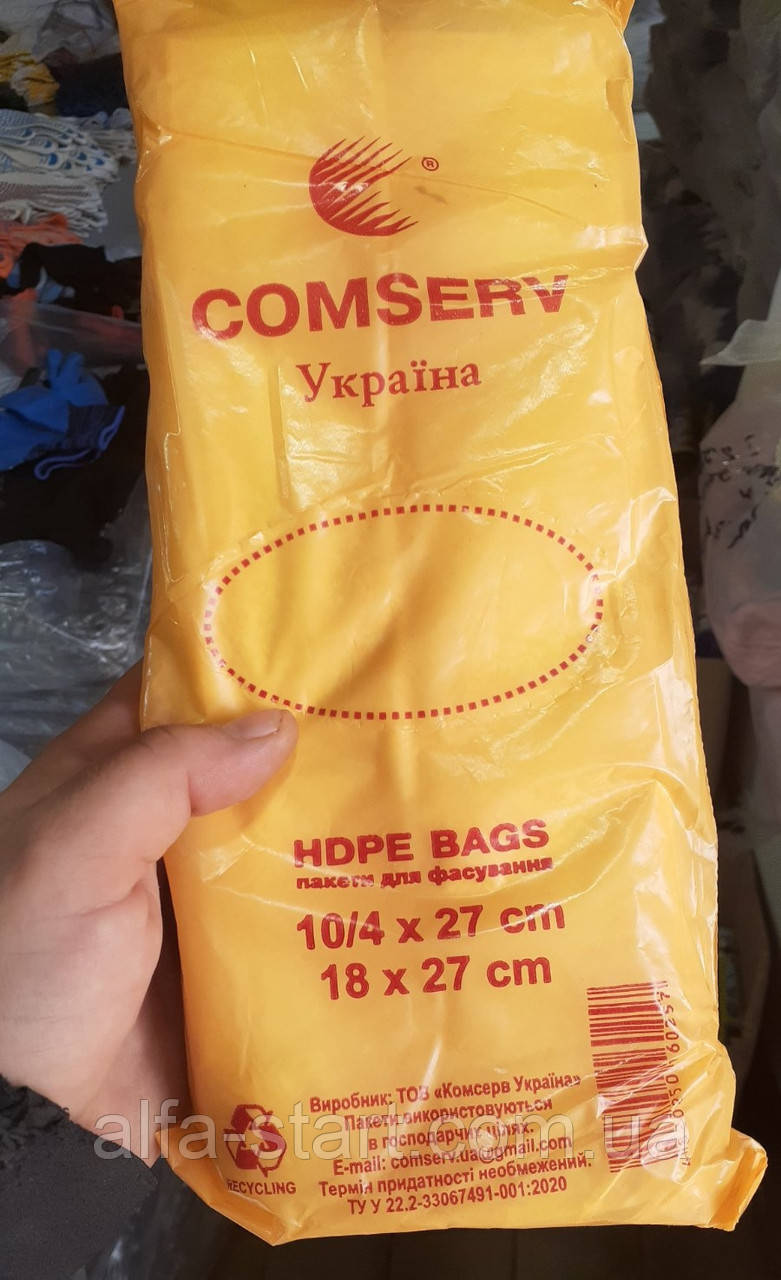 ®
COMSERV
Україна
HDPE BAGS
пакети для фасування
10/4 x 27 cm
18 x 27 cm
Виробник: ТОВ «Комсерв Україна»
Пакети використовуються
в господарчих цілях.
E-mail: comserv.ua@gmail.com
Термін придатності необмежений.
ТУ У 22.2-33067491-001:2020
RECYCLING
alfa-start.com.ua